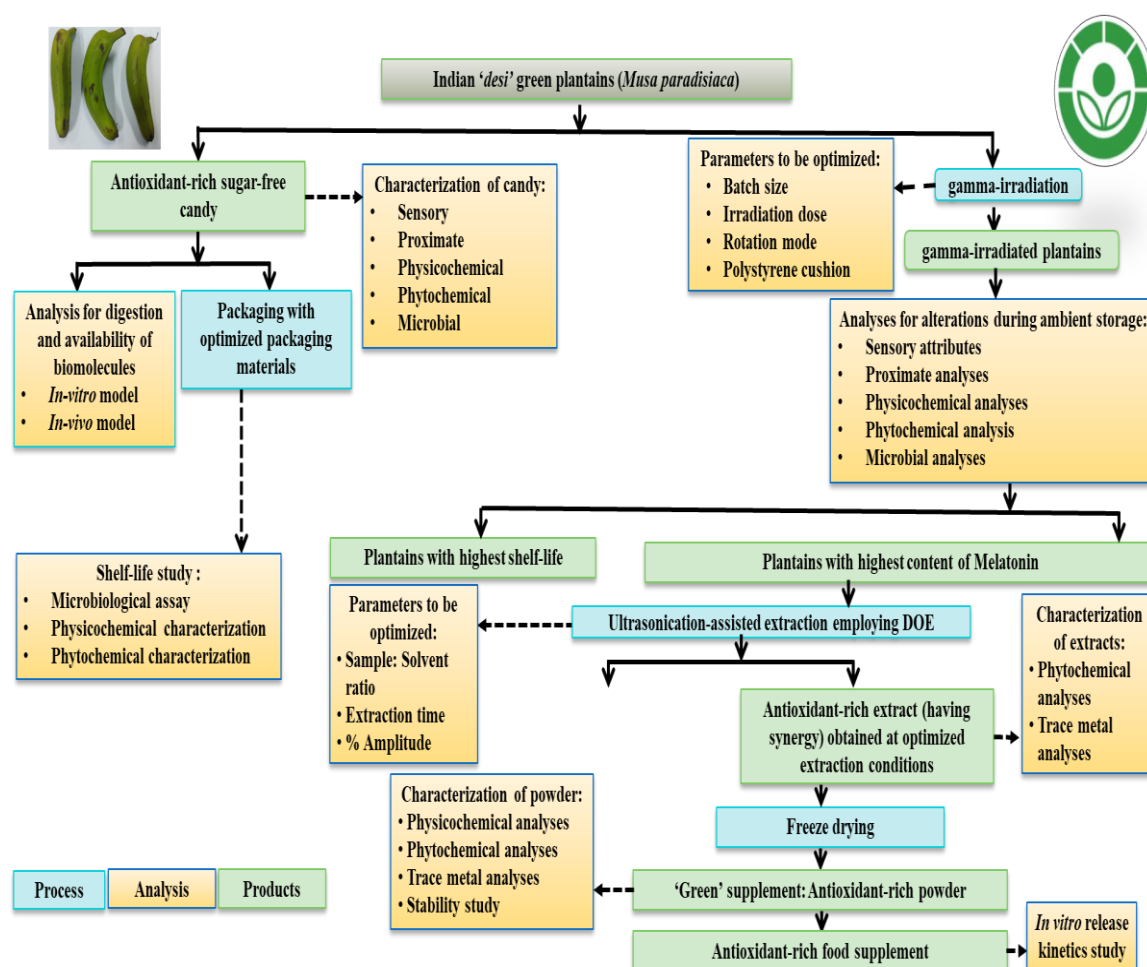 Indian ‘desi’ green plantains (Musa paradisiaca)
Antioxidant-rich sugar-free
candy
Characterization of candy:
• Sensory
• Proximate
• Physicochemical
• Phytochemical
• Microbial
Parameters to be optimized:
• Batch size
• Irradiation dose
• Rotation mode
• Polystyrene cushion
gamma-irradiation
gamma-irradiated plantains
Analysis for digestion
and availability of
biomolecules
• In-vitro model
• In-vivo model
Packaging with
optimized packaging
materials
Analyses for alterations during ambient storage:
• Sensory attributes
• Proximate analyses
• Physicochemical analyses
• Phytochemical analysis
• Microbial analyses
Shelf-life study :
• Microbiological assay
• Physicochemical characterization
• Phytochemical characterization
Plantains with highest shelf-life
Plantains with highest content of Melatonin
Parameters to be
optimized:
• Sample: Solvent
ratio
• Extraction time
• % Amplitude
Ultrasonication-assisted extraction employing DOE
Characterization
of extracts:
• Phytochemical
analyses
• Trace metal
analyses
Antioxidant-rich extract (having
synergy) obtained at optimized
extraction conditions
Characterization of powder:
• Physicochemical analyses
• Phytochemical analyses
• Trace metal analyses
• Stability study
Freeze drying
‘Green’ supplement: Antioxidant-rich powder
Antioxidant-rich food supplement
In vitro release
kinetics study
Process
Analysis
Products